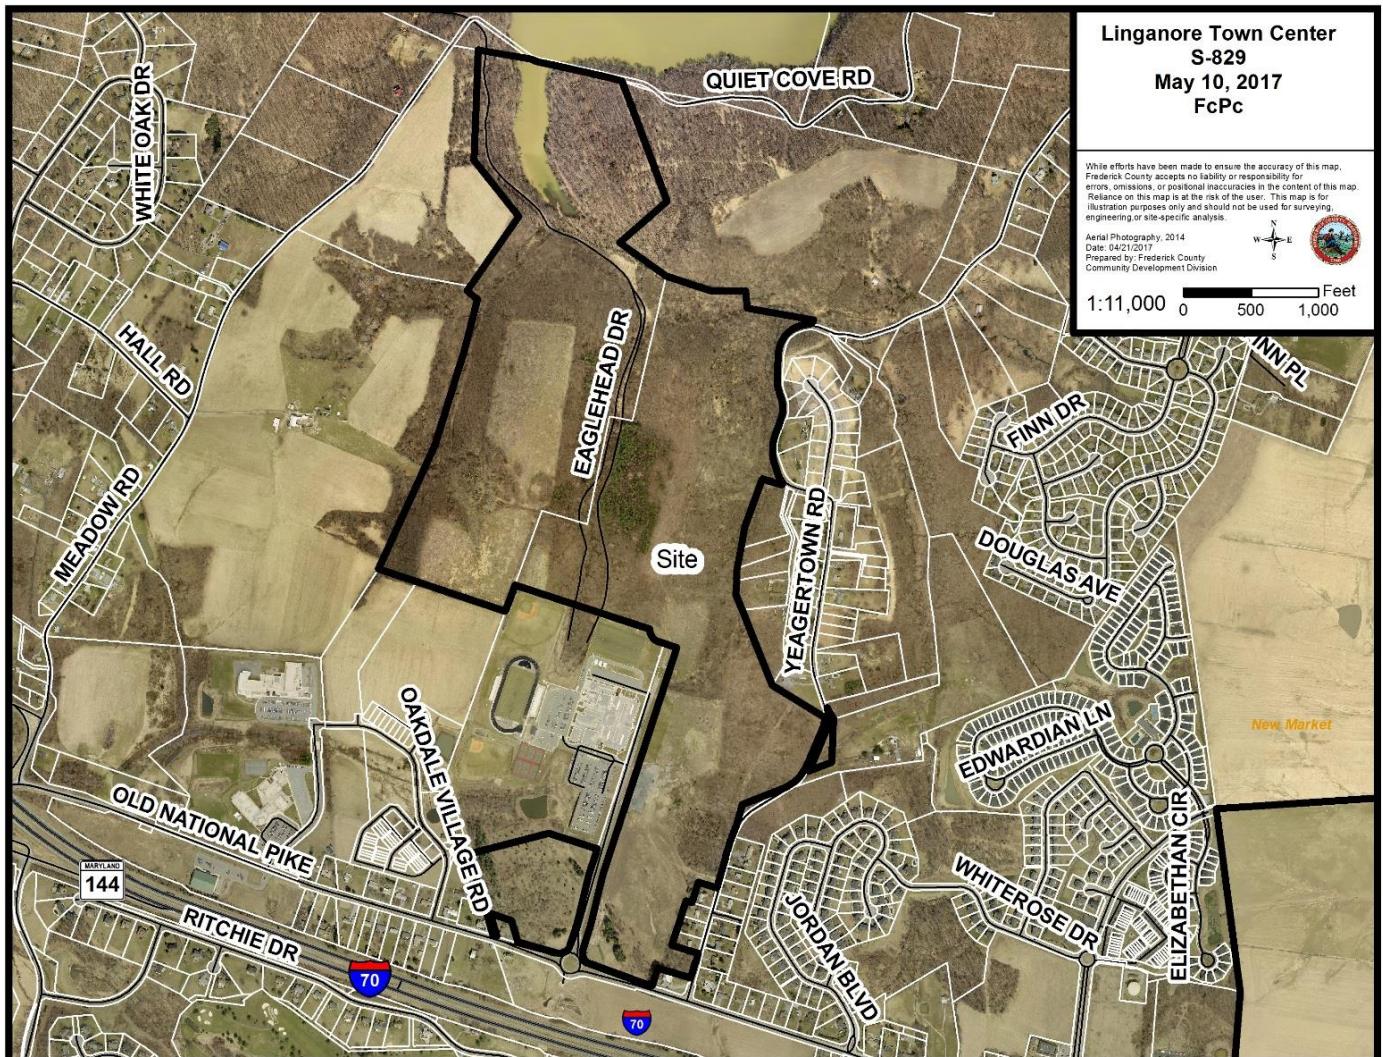 Linganore Town Center
S-829
May 10, 2017
FcPc
While efforts have been made to ensure the accuracy of this map,
Frederick County accepts no liability or responsibility for
errors, omissions, or positional inaccuracies in the content of this map.
Reliance on this map is at the risk of the user. This map is for
illustration purposes only and should not be used for surveying,
engineering, or site-specific analysis.
Aerial Photography, 2014
Date: 04/21/2017
Prepared by: Frederick County
Community Development Division
N
W E
S
1:11,000
Feet
0 500 1,000
QUIET COVE RD
WHITE OAK DR
HALL RD
EAGLEHEAD DR
INN PL
FINN DR
MEADOW RD
YEAGERTOWN RD
DOUGLAS AVE
Site
OAKDALE VILLAGE RD
EDWARDIAN LN
New Market
OLD NATIONAL PIKE
MARYLAND
144
RITCHIE DR
JORDAN BLVD
WHITEROSE DR
ELIZABETHAN CIR
70
70